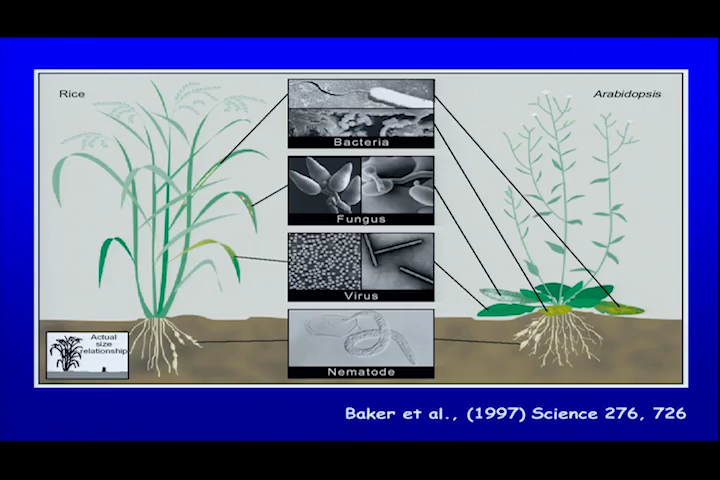 Rice
Arabidopsis
Bacteria
Fungus
Virus
Nematode
Actual
size
relationship
Baker et al., (1997) Science 276, 726